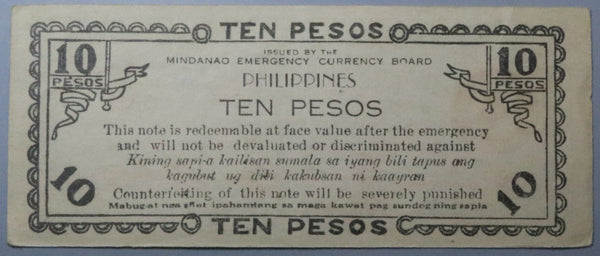 TEN PESOS
10 PESOS
10 PESOS
ISSUED BY THE
MINDANAO EMERGENCY CURRENCY BOARD
PHILIPPINES
TEN PESOS
This note is redeemable at face value after the emergency
and will not be devaluated or discriminated against
Kining sapi-a kailisan sumala sa iyang bili tapus ang
kagubut ug dili kakubsan ni kaayran
10
10
Counterfeiting of this note will be severely punished
Mabug-at nga silot ipahamtang sa maga kawat pag sundog ning sapia
TEN PESOS